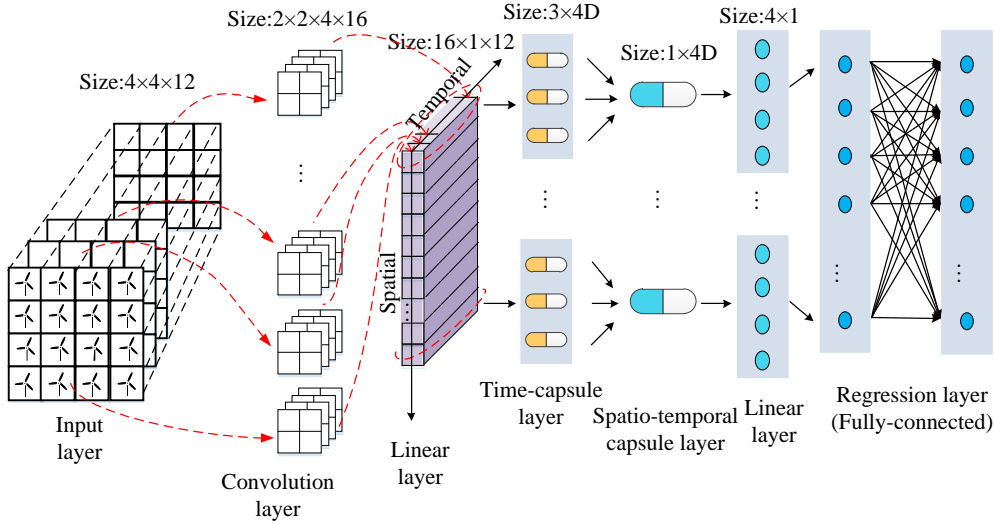 Size:2×2×4×16
Size:3×4D
Size:4×1
Size:16×1×12
Size:1×4D
Size:4×4×12
Temporal
...
...
...
...
Spatial
...
...
Time-capsule
layer
Spatio-temporal
capsule layer
Linear
layer
Regression layer
(Fully-connected)
Input
layer
Linear
layer
Convolution
layer